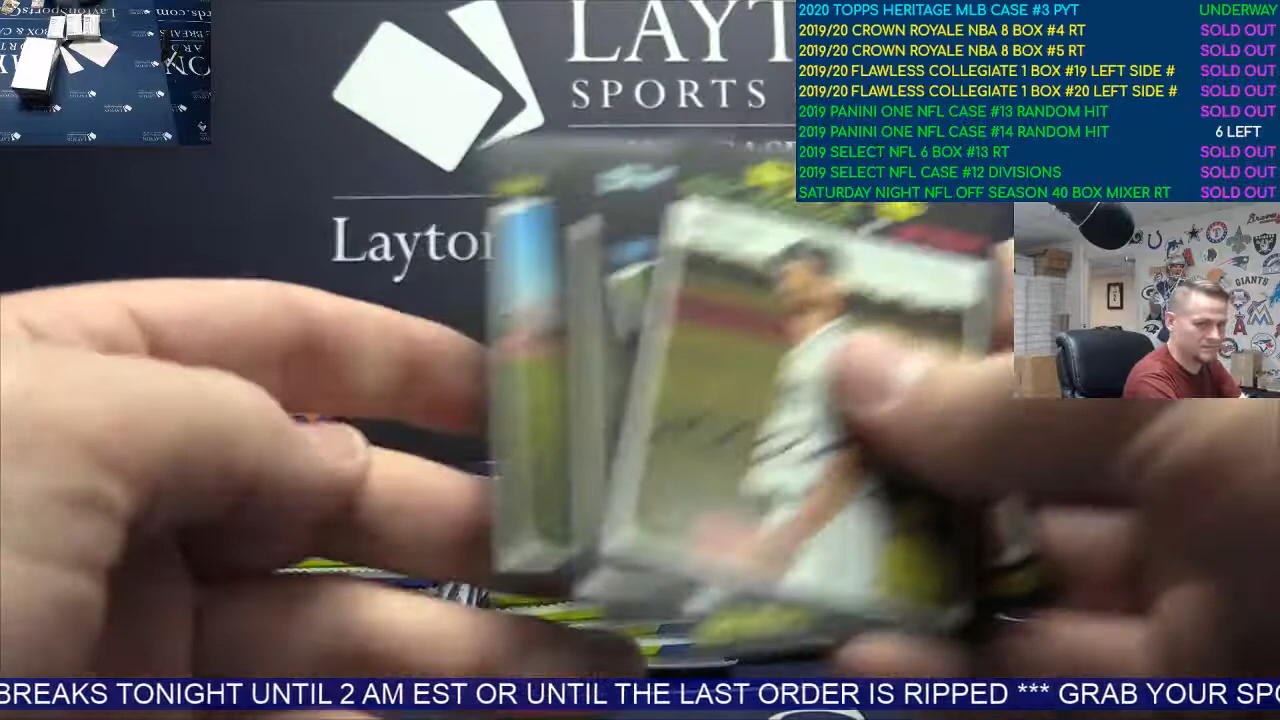 2020 TOPPS HERITAGE MLB CASE #3 PYT UNDERWAY
2019/20 CROWN ROYALE NBA 8 BOX #4 RT SOLD OUT
2019/20 CROWN ROYALE NBA 8 BOX #5 RT SOLD OUT
2019/20 FLAWLESS COLLEGIATE 1 BOX #19 LEFT SIDE # SOLD OUT
2019/20 FLAWLESS COLLEGIATE 1 BOX #20 LEFT SIDE # SOLD OUT
2019 PANINI ONE NFL CASE #13 RANDOM HIT SOLD OUT
2019 PANINI ONE NFL CASE #14 RANDOM HIT 6 LEFT
2019 SELECT NFL 6 BOX #13 RT SOLD OUT
2019 SELECT NFL CASE #12 DIVISIONS SOLD OUT
SATURDAY NIGHT NFL OFF SEASON 40 BOX MIXER RT SOLD OUT
LAYT
SPORTS
Layton
GIANTS
BREAKS TONIGHT UNTIL 2 AM EST OR UNTIL THE LAST ORDER IS RIPPED *** GRAB YOUR SPO